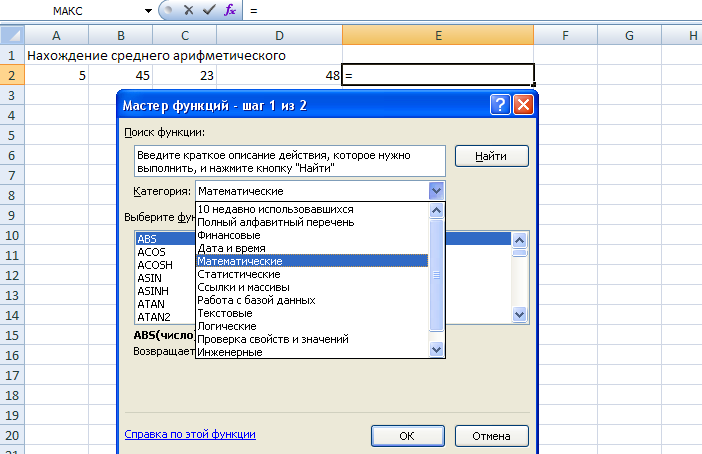 МАКС fx =
A B C D E F G H
1 Нахождение среднего арифметического
2 5 45 23 48 =
3
Мастер функций - шаг 1 из 2
4
Поиск функции:
5
6 Введите краткое описание действия, которое нужно Найти
выполнить, и нажмите кнопку "Найти"
7
8 Категория: Математические
9 10 недавно использовавшихся
Выберите фун Полный алфавитный перечень
10 Финансовые
ABS Дата и время
11 ACOS Математические
ACOSH Статистические
12 ASIN Ссылки и массивы
13 ASINH Работа с базой данных
ATAN Текстовые
14 ATAN2 Логические
15 ABS(число) Проверка свойств и значений
16 Возвращает Инженерные
17
18
19
20 Справка по этой функции OK Отмена
21